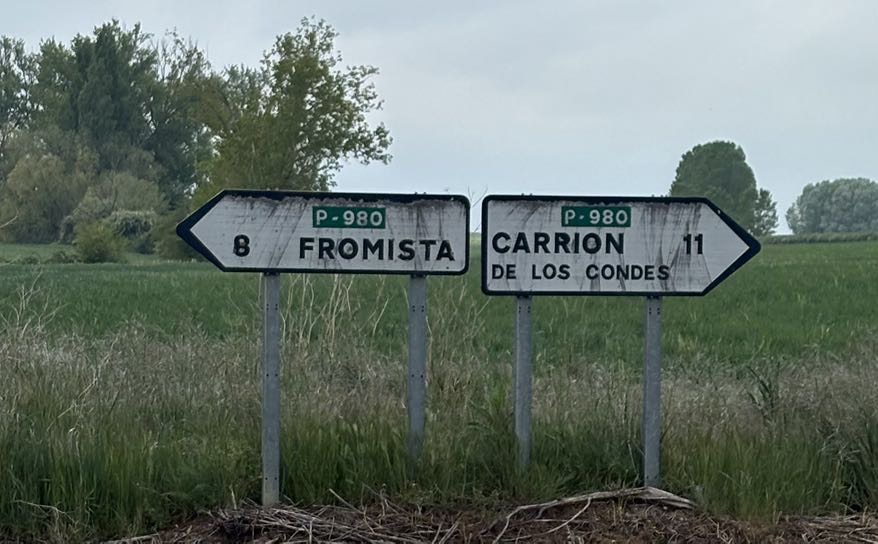 P-980
8 FROMISTA
P-980
CARRION 11
DE LOS CONDES